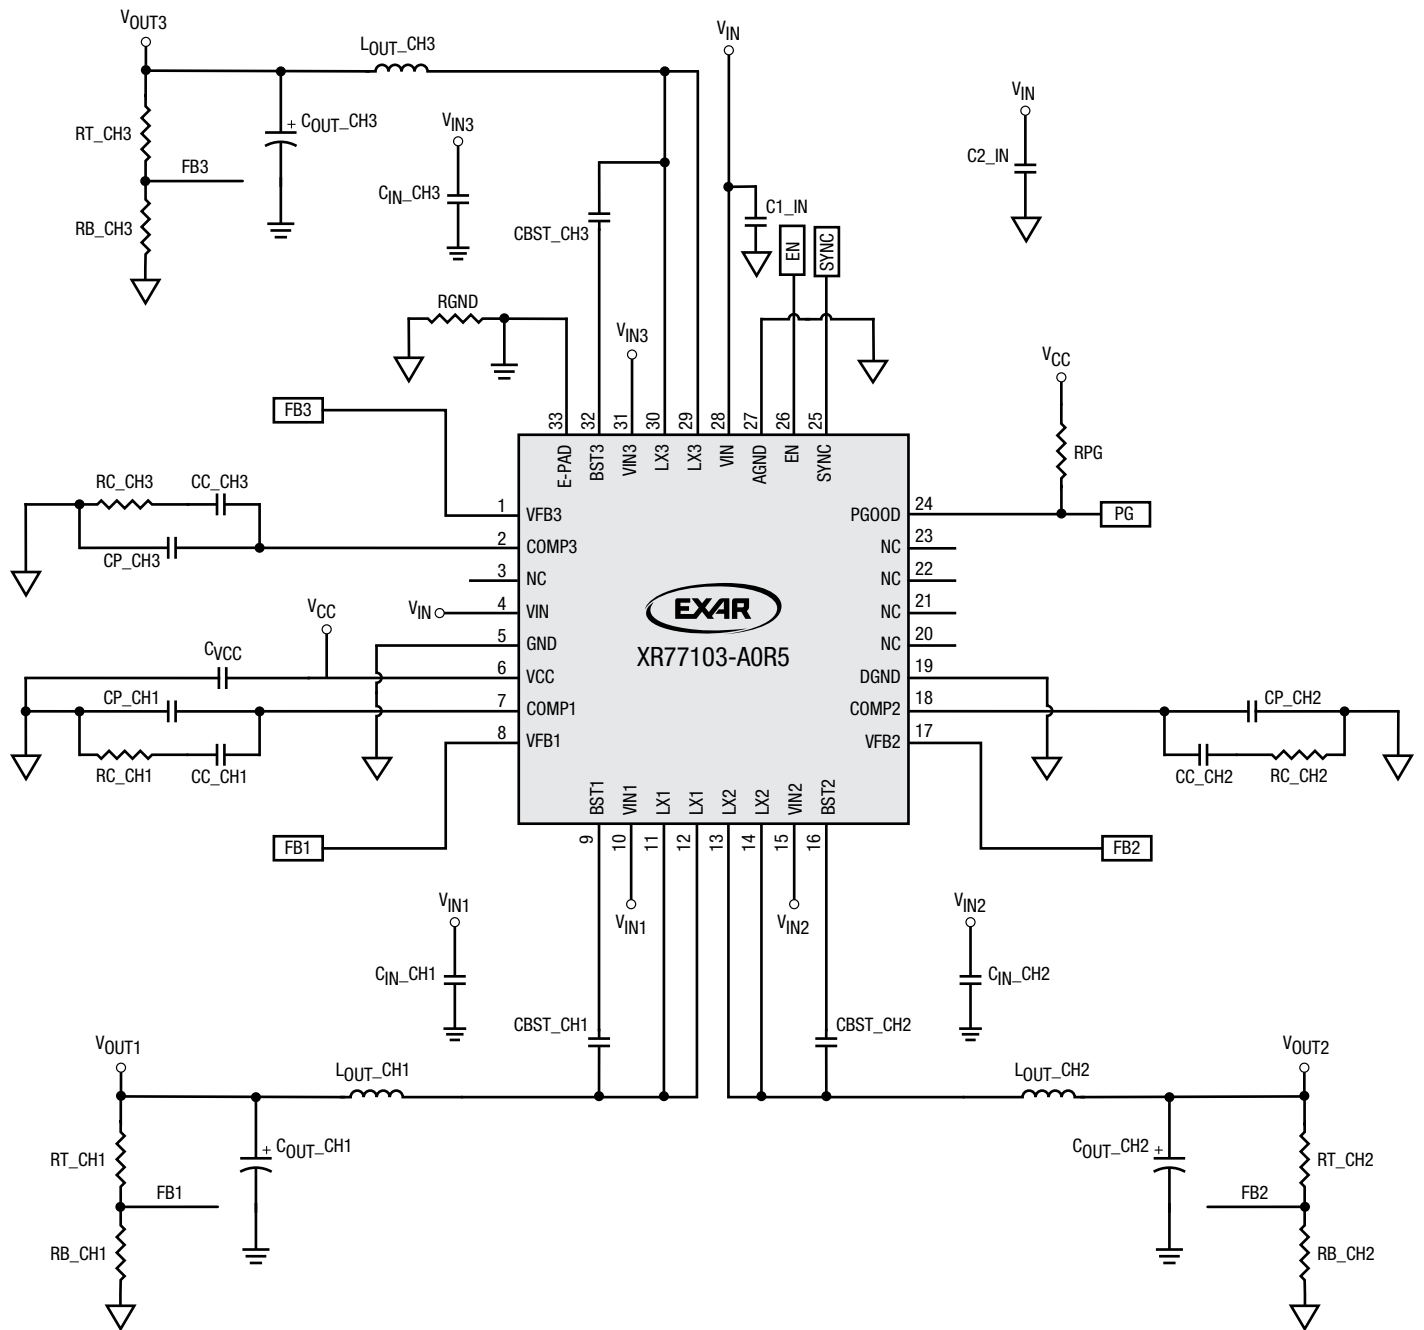 VOUT3
LOUT_CH3
VIN
VIN
RT_CH3
COUT_CH3
VIN3
C2_IN
FB3
CIN_CH3
C1_IN
RB_CH3
CBST_CH3
EN
SYNC
RGND
VIN3
VCC
FB3
33
32
31
30
29
28
27
26
25
RPG
E-PAD
BST3
VIN3
LX3
LX3
VIN
AGND
EN
SYNC
RC_CH3
CC_CH3
1
VFB3
PGOOD
24
PG
CP_CH3
2
COMP3
NC
23
3
NC
NC
22
VIN
4
VIN
EXAR
NC
21
VCC
5
GND
XR77103-A0R5
NC
20
CVCC
6
VCC
DGND
19
CP_CH1
7
COMP1
COMP2
18
CP_CH2
RC_CH1
CC_CH1
8
VFB1
VFB2
17
CC_CH2
RC_CH2
BST1
VIN1
LX1
LX1
LX2
LX2
VIN2
BST2
9
10
11
12
13
14
15
16
FB1
FB2
VIN1
VIN1
VIN2
VIN2
CIN_CH1
CIN_CH2
CBST_CH1
CBST_CH2
VOUT1
LOUT_CH1
LOUT_CH2
VOUT2
RT_CH1
+ COUT_CH1
COUT_CH2 +
RT_CH2
FB1
FB2
RB_CH1
RB_CH2